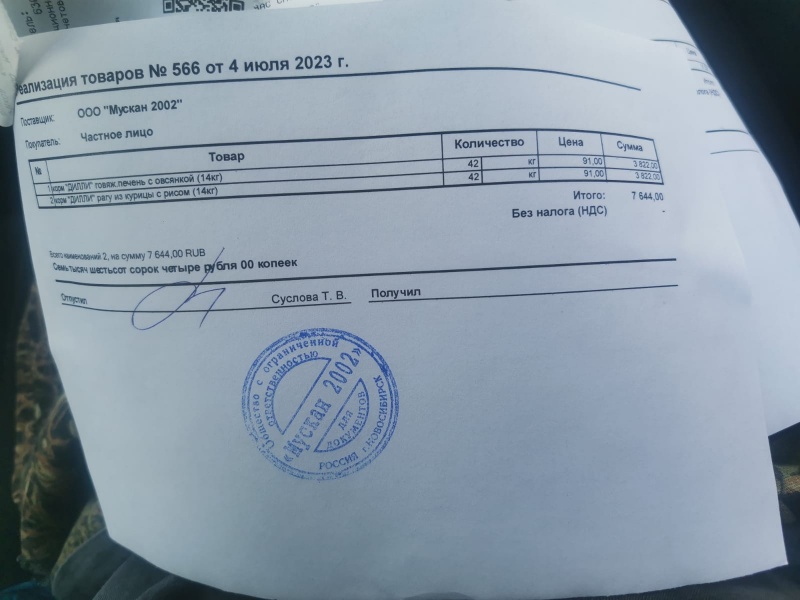 еализация товаров № 566 от 4 июля 2023 г.
Поставщик: ООО "Мускан 2002"
Покупатель: Частное лицо
№ Товар Количество Цена Сумма
1 корм "ДИЛЛИ" говяж.печень с овсянкой (14кг) 42 кг 91,00 3 822,00
2 корм "ДИЛЛИ" рагу из курицы с рисом (14кг) 42 кг 91,00 3 822,00
Итого: 7 644,00
Без налога (НДС) -
Всего наименований 2, на сумму 7 644,00 RUB
Семь тысяч шестьсот сорок четыре рубля 00 копеек
Отпустил Суслова Т. В. Получил
Общество с ограниченной
ответственностью
«Мускан 2002»
для
ДОКУМЕНТОВ
РОССИЯ г.НОВОСИБИРСК